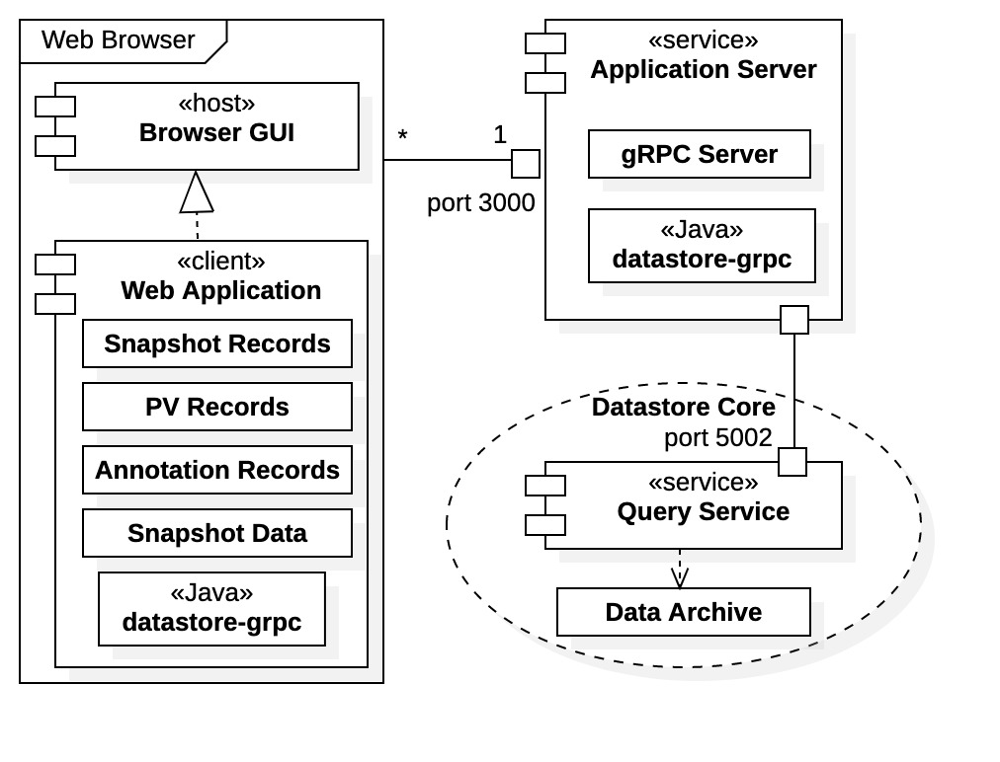 Web Browser
«host»
Browser GUI
«client»
Web Application
Snapshot Records
PV Records
Annotation Records
Snapshot Data
«Java»
datastore-grpc
*
1
port 3000
«service»
Application Server
gRPC Server
«Java»
datastore-grpc
Datastore Core
port 5002
«service»
Query Service
Data Archive